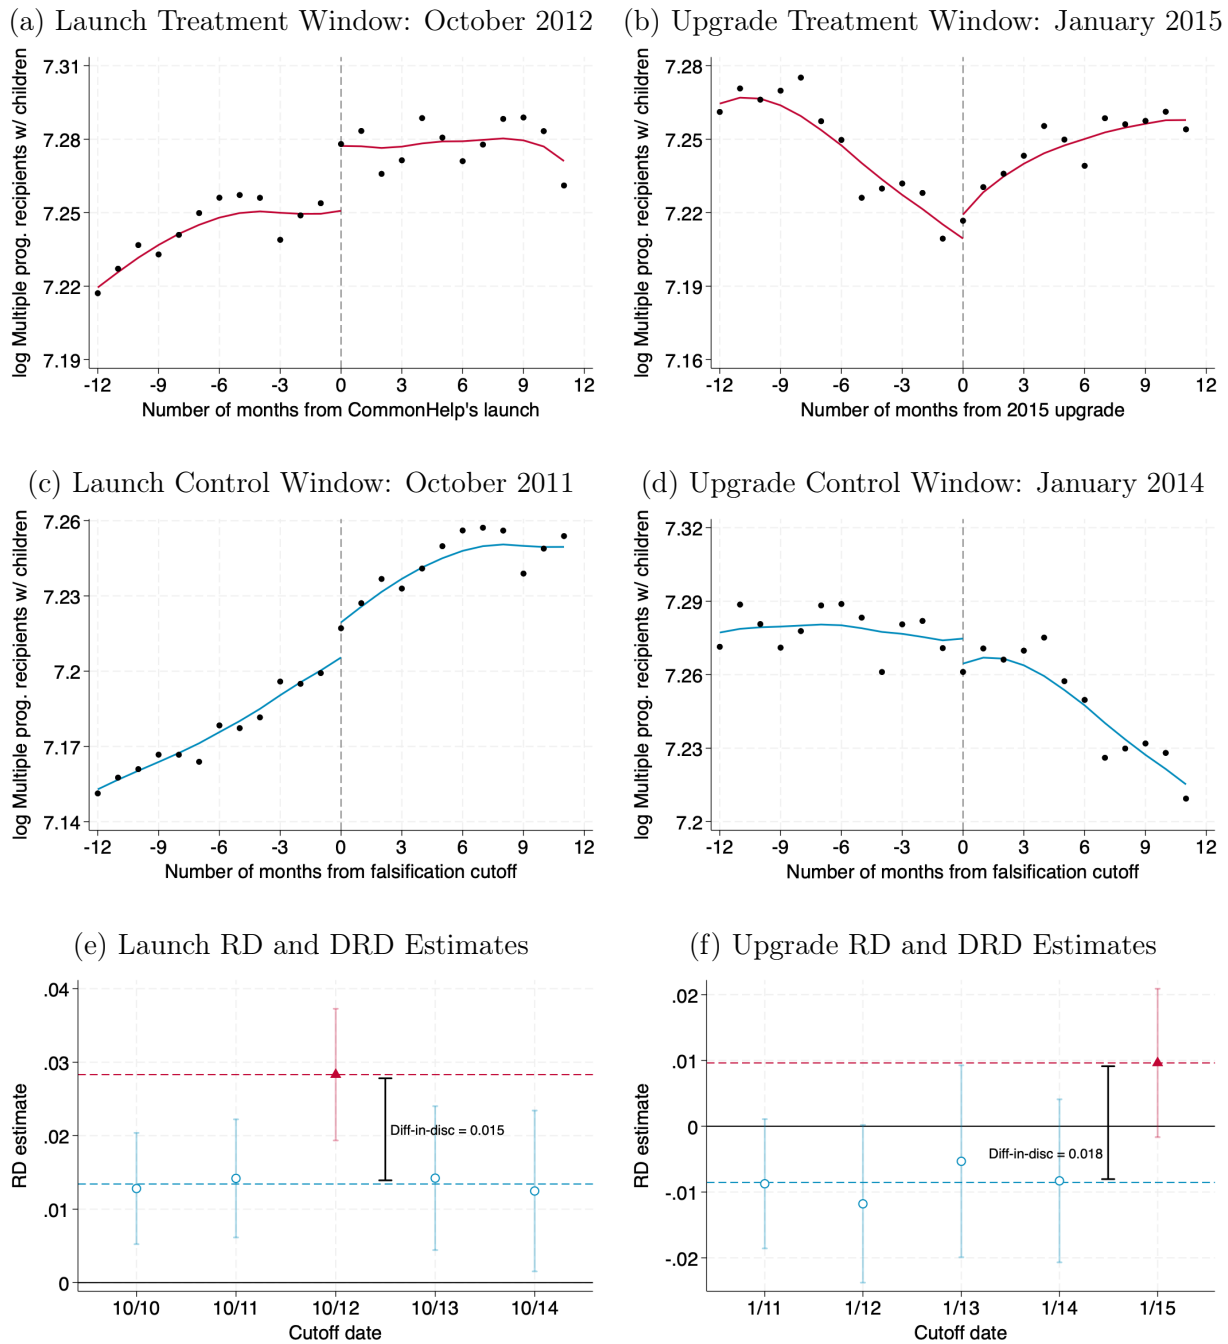 (a) Launch Treatment Window: October 2012
log Multiple prog. recipients w/ children
7.31
7.28
7.25
7.22
7.19
-12 -9 -6 -3 0 3 6 9 12
Number of months from CommonHelp's launch
(b) Upgrade Treatment Window: January 2015
log Multiple prog. recipients w/ children
7.28
7.25
7.22
7.19
7.16
-12 -9 -6 -3 0 3 6 9 12
Number of months from 2015 upgrade
(c) Launch Control Window: October 2011
log Multiple prog. recipients w/ children
7.26
7.23
7.2
7.17
7.14
-12 -9 -6 -3 0 3 6 9 12
Number of months from falsification cutoff
(d) Upgrade Control Window: January 2014
log Multiple prog. recipients w/ children
7.32
7.29
7.26
7.23
7.2
-12 -9 -6 -3 0 3 6 9 12
Number of months from falsification cutoff
(e) Launch RD and DRD Estimates
RD estimate
.04
.03
.02
.01
0
Diff-in-disc = 0.015
10/10 10/11 10/12 10/13 10/14
Cutoff date
(f) Upgrade RD and DRD Estimates
RD estimate
.02
.01
0
-.01
-.02
Diff-in-disc = 0.018
1/11 1/12 1/13 1/14 1/15
Cutoff date